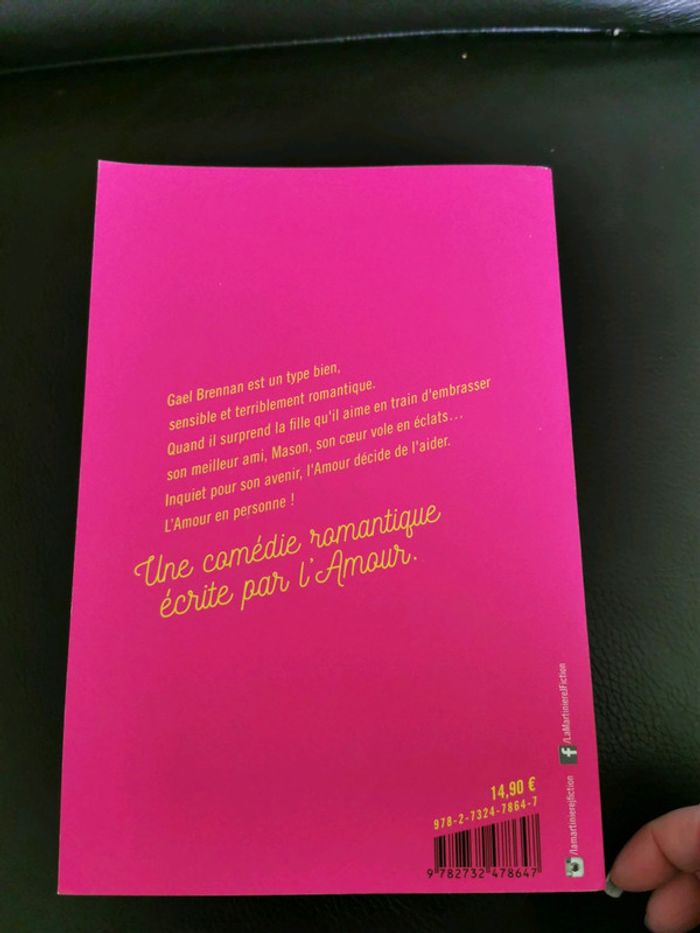 Gael Brennan est un type bien,
sensible et terriblement romantique.
Quand il surprend la fille qu'il aime en train d'embrasser
son meilleur ami, Mason, son cœur vole en éclats...
Inquiet pour son avenir, l'Amour décide de l'aider.
L'Amour en personne !
Une comédie romantique
écrite par l'Amour.
14,90 €
978-2-7324-7864-7
9 782732 478647
/LaMartiniereJFiction
/lamartinierejfiction